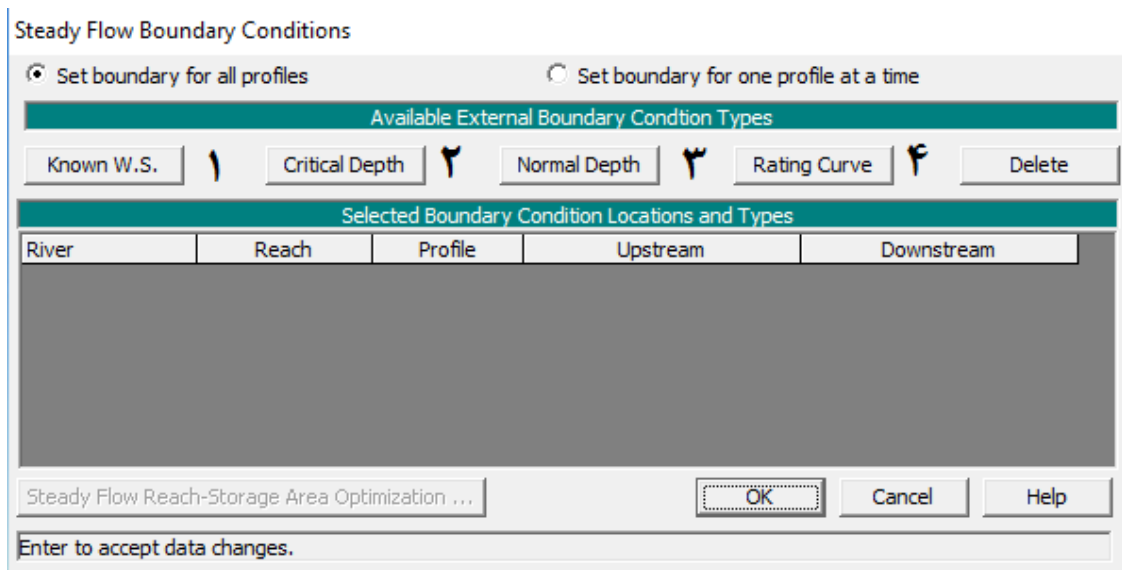 Steady Flow Boundary Conditions
Set boundary for all profiles Set boundary for one profile at a time
Available External Boundary Condtion Types
Known W.S. ۱ Critical Depth ۲ Normal Depth ۳ Rating Curve ۴ Delete
Selected Boundary Condition Locations and Types
River Reach Profile Upstream Downstream
Steady Flow Reach-Storage Area Optimization ... OK Cancel Help
Enter to accept data changes.